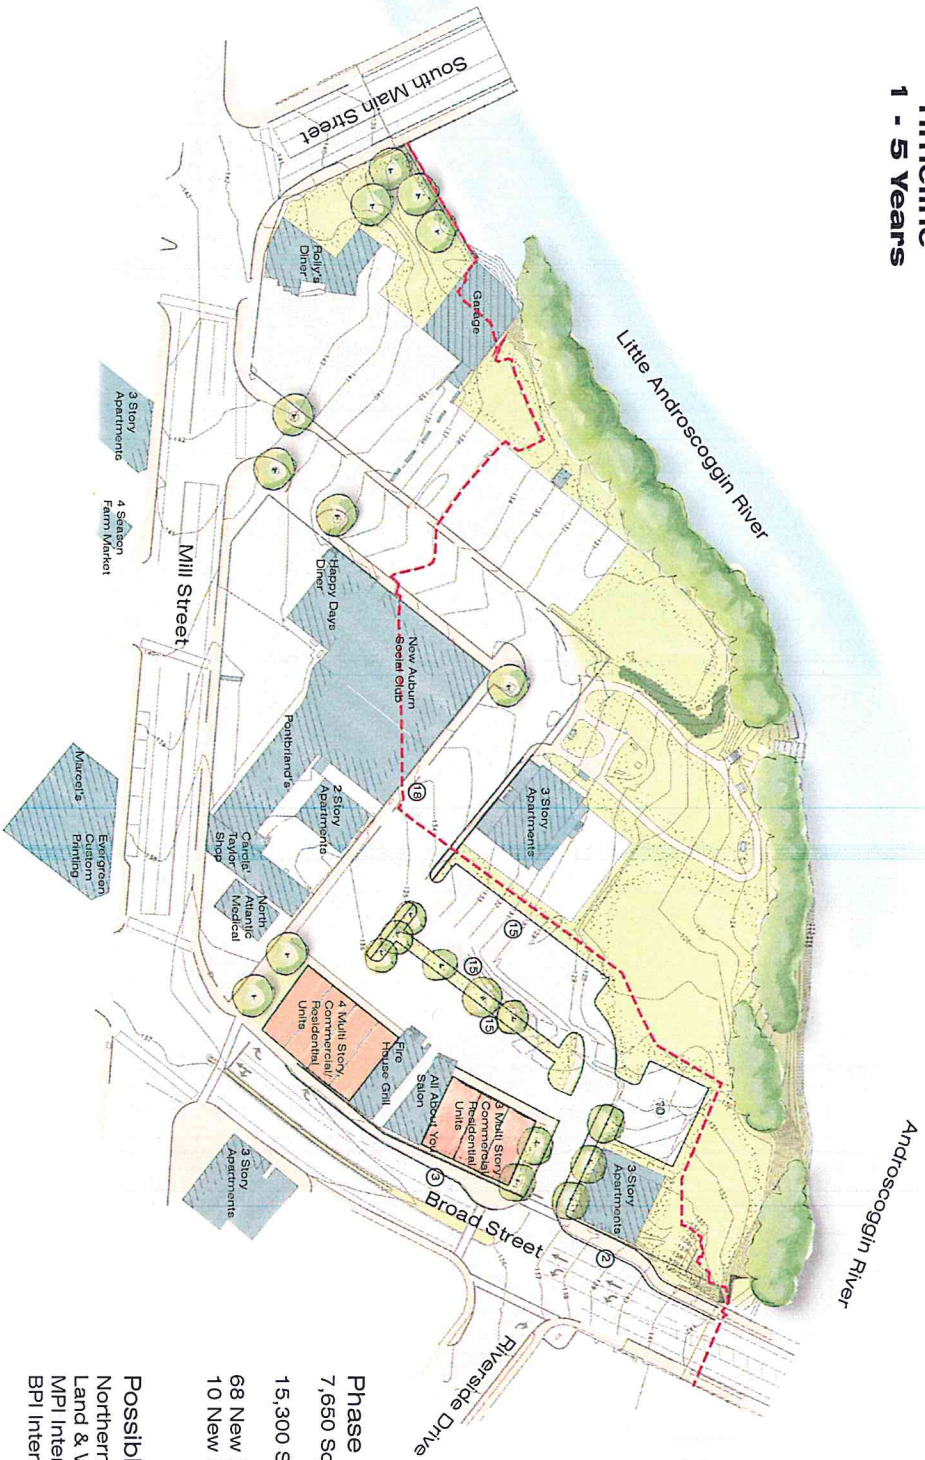 1 - 5 Years
South Main Street
Little Androscoggin River
Androscoggin River
Rolly's
Diner
Garage
3 Story
Apartments
4 Season
Farm Market
Mill Street
Happy Days
Diner
New Auburn
Social Club
Pontbriand's
2 Story
Apartments
Carols'
Taylor
Shop
North
Atlantic
Medical
Marcel's
Evergreen
Custom
Printing
3 Story
Apartments
18
15
15
15
10
4 Multi Story,
Commercial/
Residential
Units
Fire
House Grill
All About You
Salon
3 Multi Story
Commercial/
Residential
Units
3 Story
Apartments
3
2
Broad Street
3 Story
Apartments
Riverside Drive
Phase
7,650 Sc
15,300 S
68 New
10 New
Possibl
Northern
Land & V
MPI Inter
BPI Inter